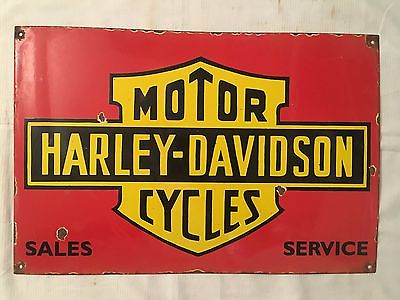 MOTOR
HARLEY-DAVIDSON
CYCLES
SALES SERVICE